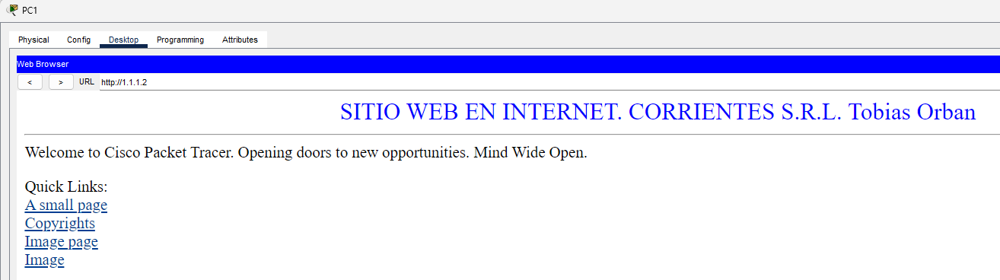 PC1
Physical Config Desktop Programming Attributes
Web Browser
< > URL http://1.1.1.2
SITIO WEB EN INTERNET. CORRIENTES S.R.L. Tobias Orban
Welcome to Cisco Packet Tracer. Opening doors to new opportunities. Mind Wide Open.
Quick Links:
A small page
Copyrights
Image page
Image